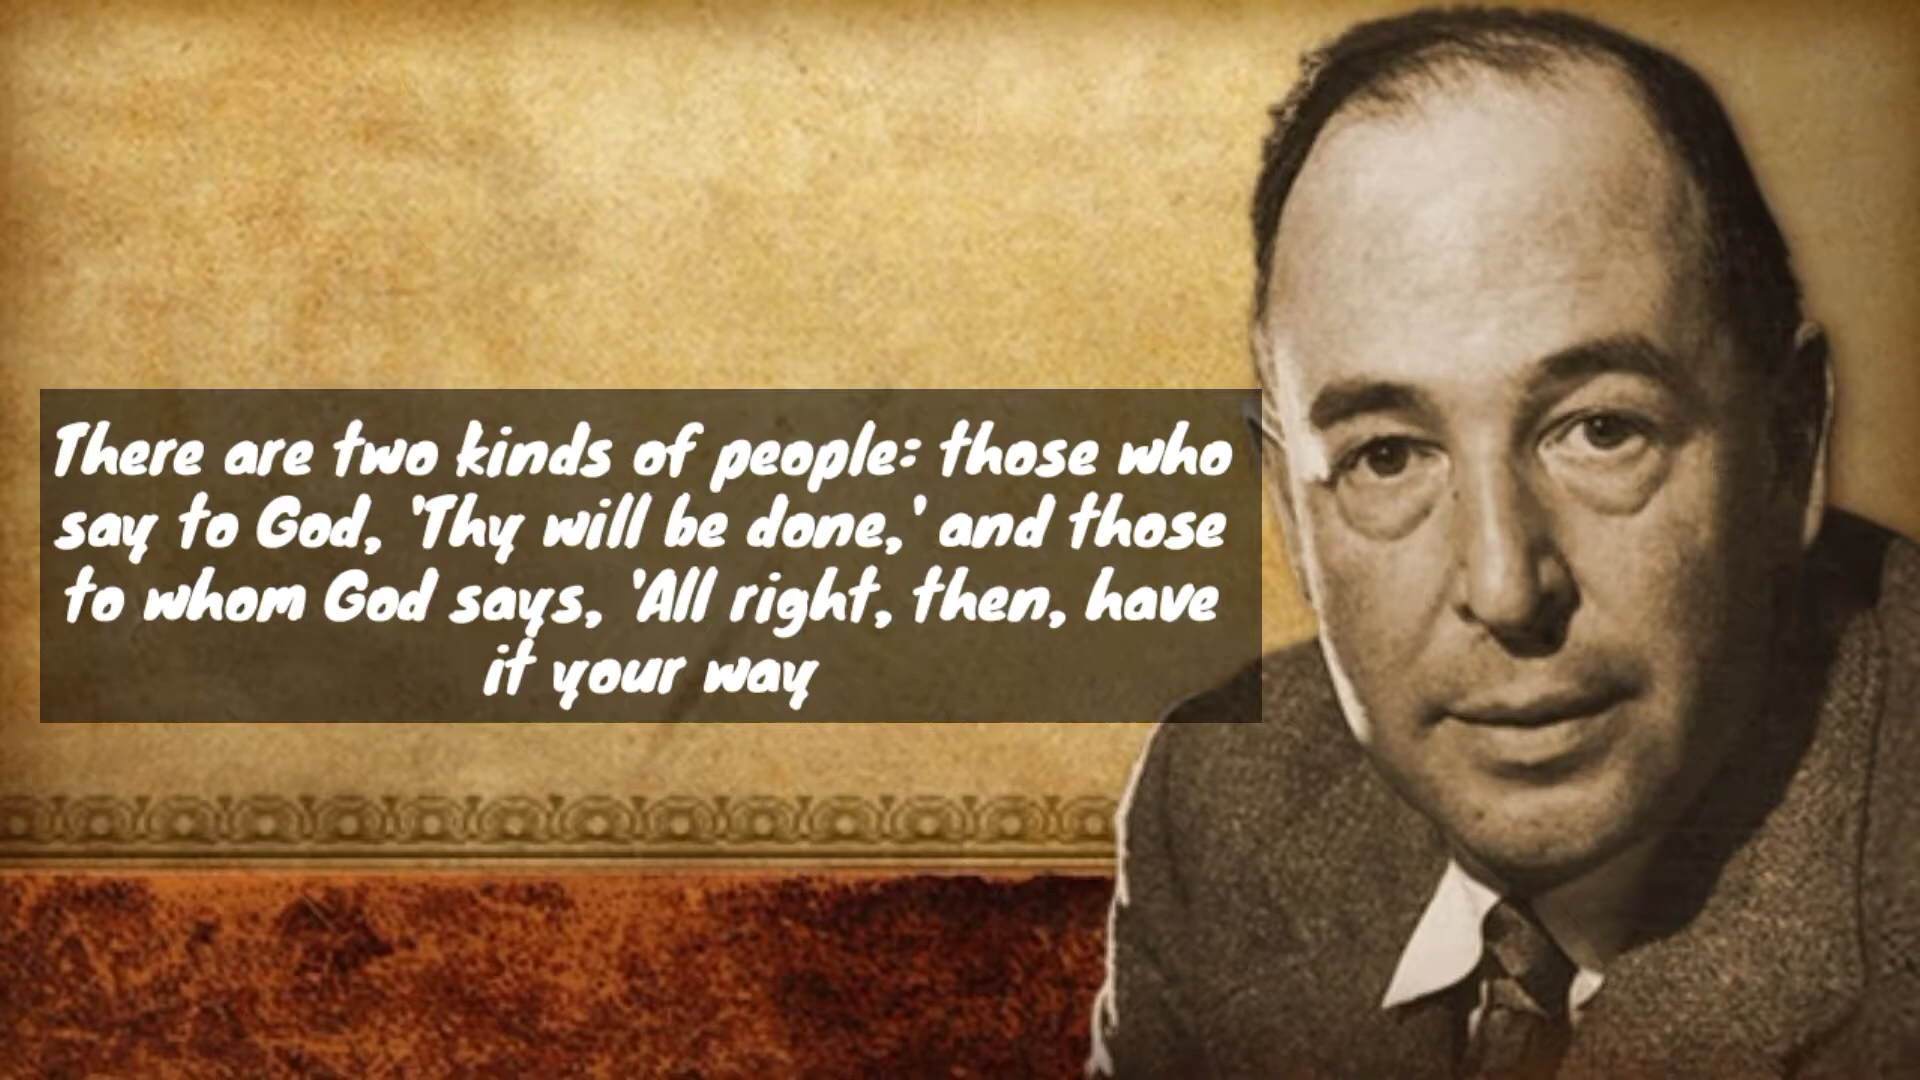 There are two kinds of people: those who
say to God, 'Thy will be done,' and those
to whom God says, 'All right, then, have
it your way